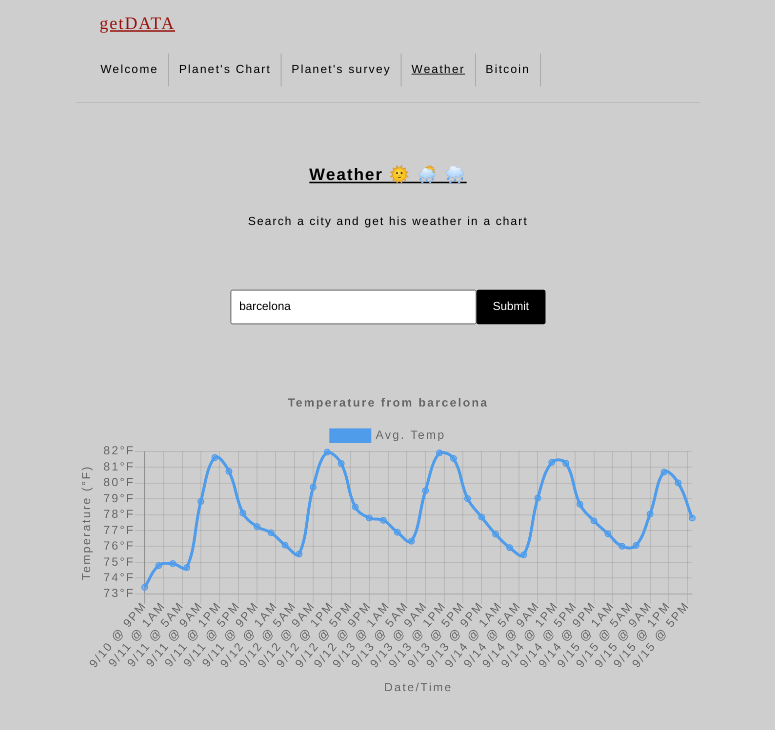 getDATA
Welcome
Planet's Chart
Planet's survey
Weather
Bitcoin
Weather
Search a city and get his weather in a chart
barcelona
Submit
Temperature from barcelona
Avg. Temp
Temperature (°F)
82°F
81°F
80°F
79°F
78°F
77°F
76°F
75°F
74°F
73°F
9/10 @ 9PM
9/11 @ 1AM
9/11 @ 5AM
9/11 @ 9AM
9/11 @ 1PM
9/11 @ 5PM
9/11 @ 9PM
9/12 @ 1AM
9/12 @ 5AM
9/12 @ 9AM
9/12 @ 1PM
9/12 @ 5PM
9/12 @ 9PM
9/13 @ 1AM
9/13 @ 5AM
9/13 @ 9AM
9/13 @ 1PM
9/13 @ 5PM
9/13 @ 9PM
9/14 @ 1AM
9/14 @ 5AM
9/14 @ 9AM
9/14 @ 1PM
9/14 @ 5PM
9/14 @ 9PM
9/15 @ 1AM
9/15 @ 5AM
9/15 @ 9AM
9/15 @ 1PM
9/15 @ 5PM
Date/Time